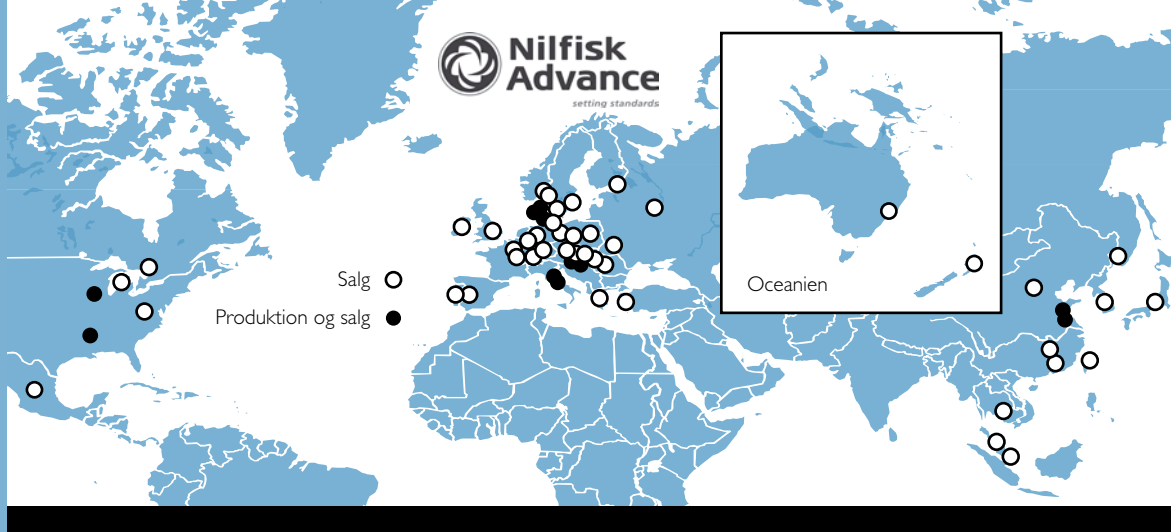 Nilfisk
Advance
setting standards
Salg
Produktion og salg
Oceanien